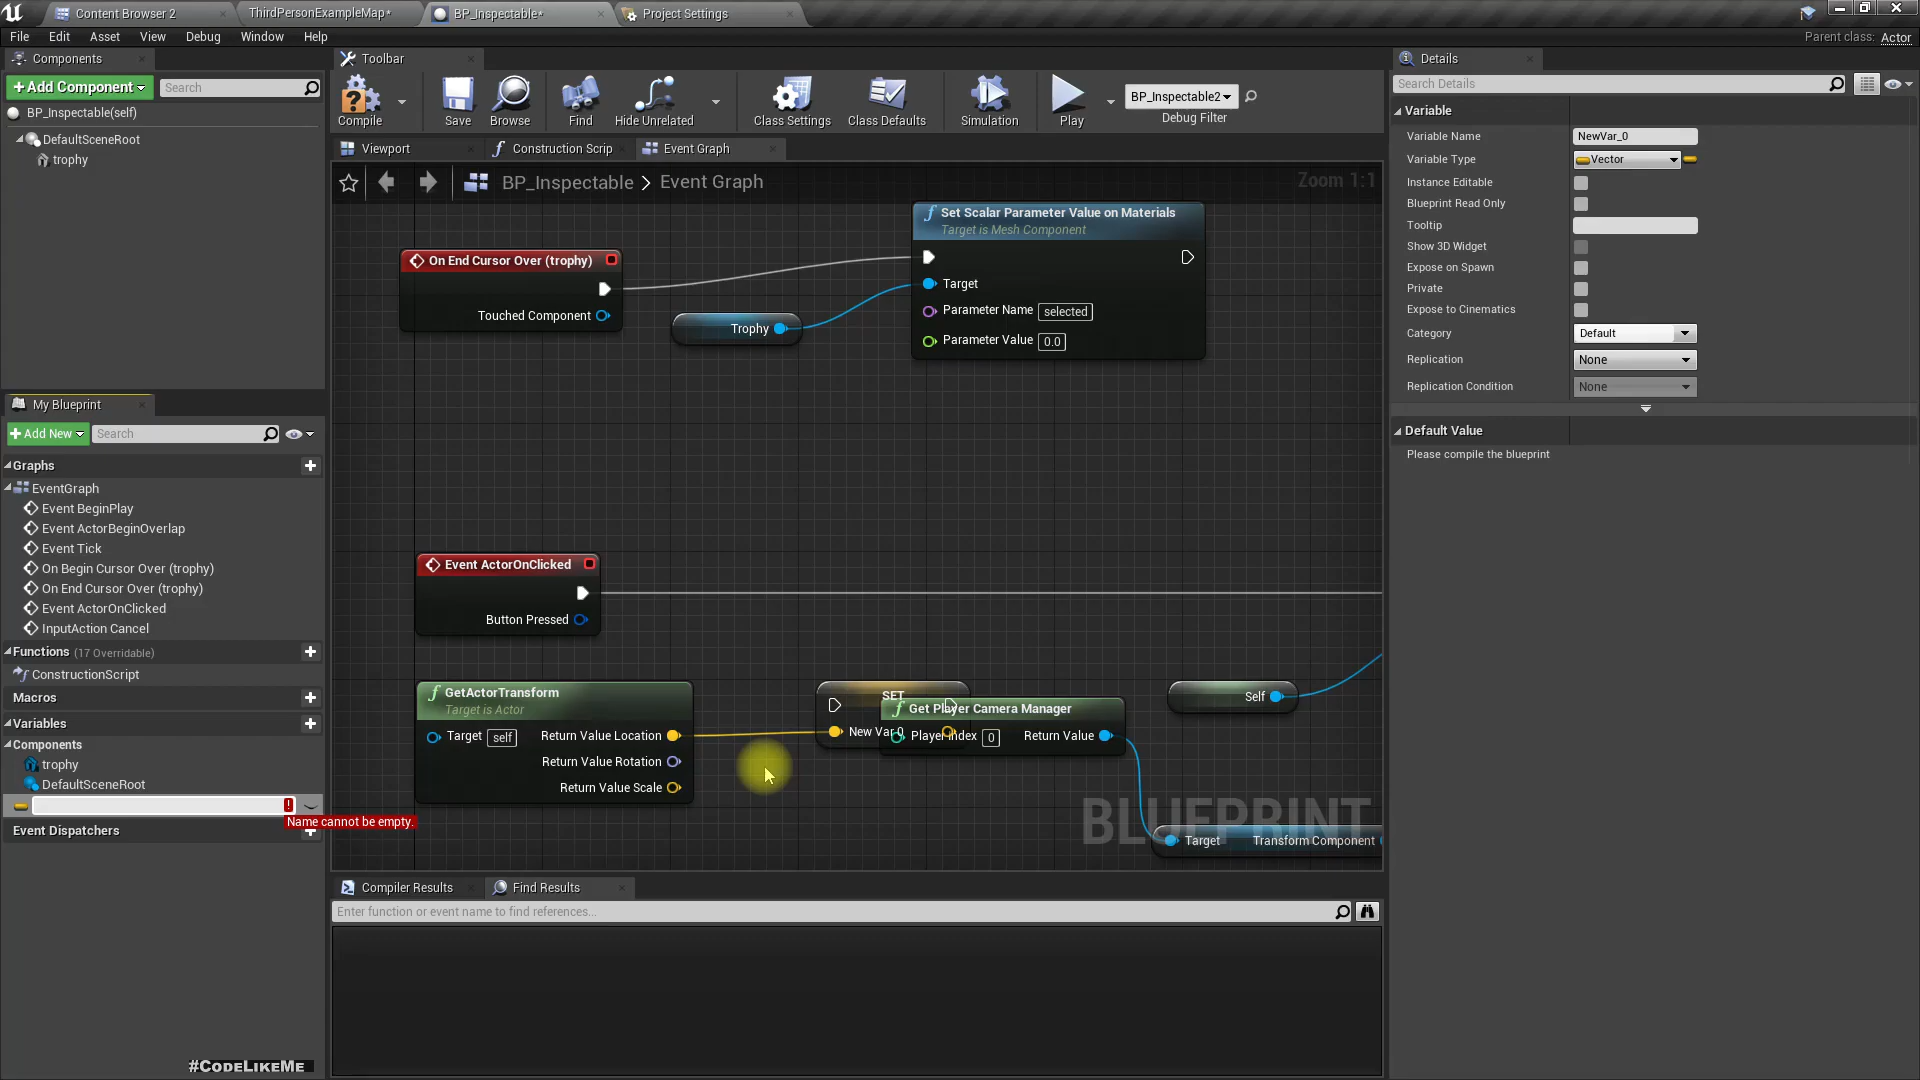 Content Browser 2
ThirdPersonExampleMap*
BP_Inspectable*
Project Settings
File
Edit
Asset
View
Debug
Window
Help
Parent class: Actor
Components
+Add Component
Search
BP_Inspectable(self)
DefaultSceneRoot
trophy
Toolbar
Compile
Save
Browse
Find
Hide Unrelated
Class Settings
Class Defaults
Simulation
Play
BP_Inspectable2
Debug Filter
Viewport
Construction Scrip
Event Graph
BP_Inspectable > Event Graph
Zoom 1:1
Set Scalar Parameter Value on Materials
Target is Mesh Component
Target
Parameter Name selected
Parameter Value 0.0
On End Cursor Over (trophy)
Touched Component
Trophy
Event ActorOnClicked
Button Pressed
GetActorTransform
Target is Actor
Target self
Return Value Location
Return Value Rotation
Return Value Scale
SET
New Var 0
Get Player Camera Manager
Player Index 0
Return Value
Self
BLUEPRINT
Target
Transform Component
My Blueprint
+Add New
Search
Graphs
EventGraph
Event BeginPlay
Event ActorBeginOverlap
Event Tick
On Begin Cursor Over (trophy)
On End Cursor Over (trophy)
Event ActorOnClicked
InputAction Cancel
Functions (17 Overridable)
ConstructionScript
Macros
Variables
Components
trophy
DefaultSceneRoot
Name cannot be empty.
Event Dispatchers
Compiler Results
Find Results
Enter function or event name to find references...
Details
Search Details
Variable
Variable Name NewVar_0
Variable Type Vector
Instance Editable
Blueprint Read Only
Tooltip
Show 3D Widget
Expose on Spawn
Private
Expose to Cinematics
Category Default
Replication None
Replication Condition None
Default Value
Please compile the blueprint
#CodeLikeMe